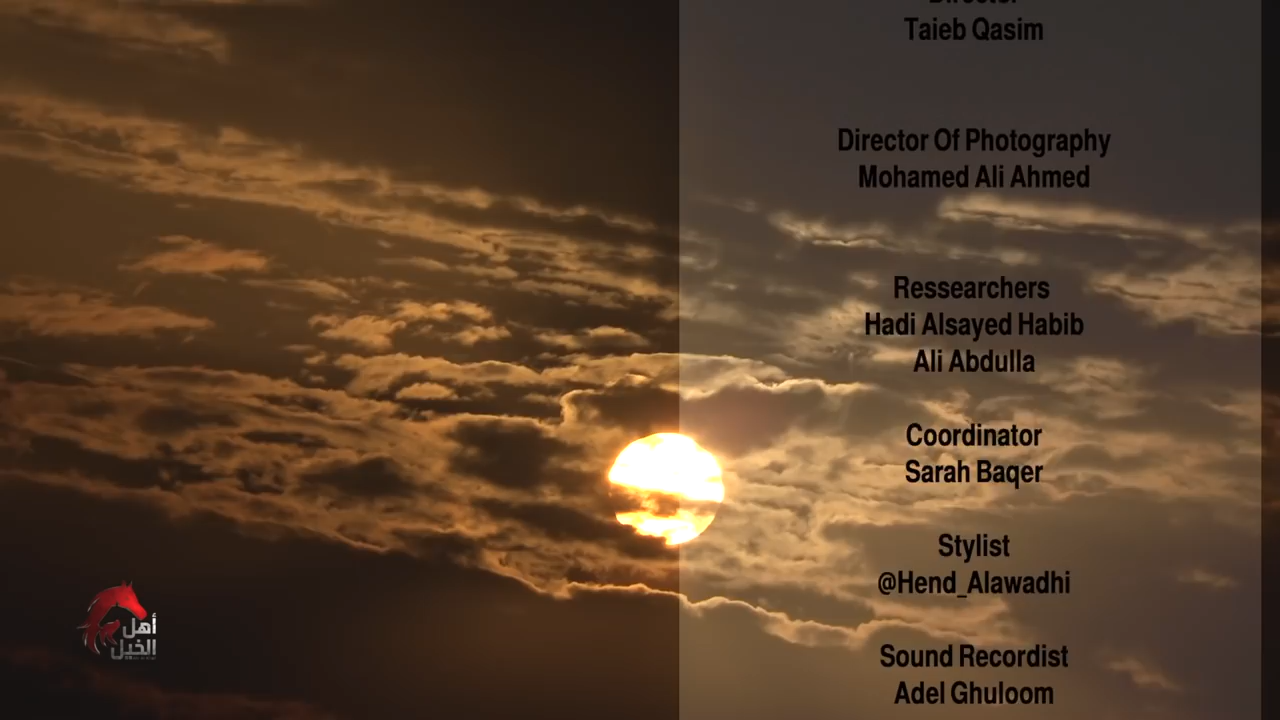 Director
Taieb Qasim
Director Of Photography
Mohamed Ali Ahmed
Ressearchers
Hadi Alsayed Habib
Ali Abdulla
Coordinator
Sarah Baqer
Stylist
@Hend_Alawadhi
Sound Recordist
Adel Ghuloom
أهل
الخيل